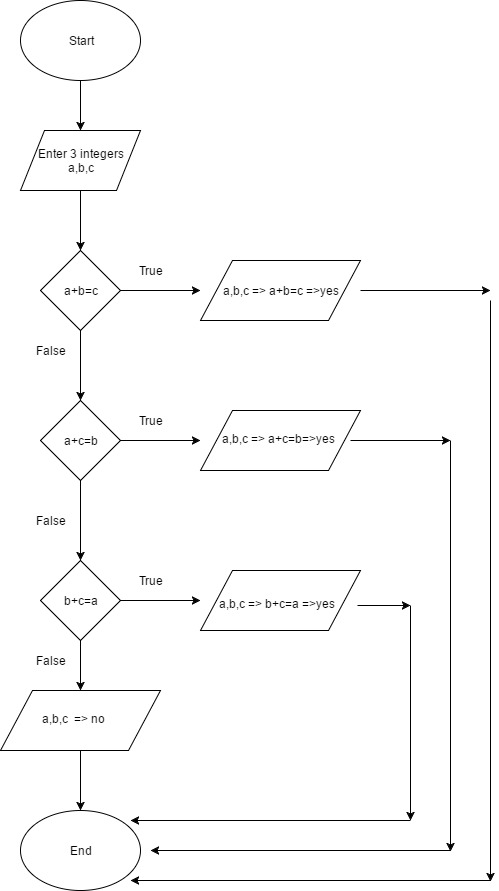 Start
Enter 3 integers
a,b,c
a+b=c
True
a,b,c => a+b=c =>yes
False
a+c=b
True
a,b,c => a+c=b=>yes
False
b+c=a
True
a,b,c => b+c=a =>yes
False
a,b,c => no
End